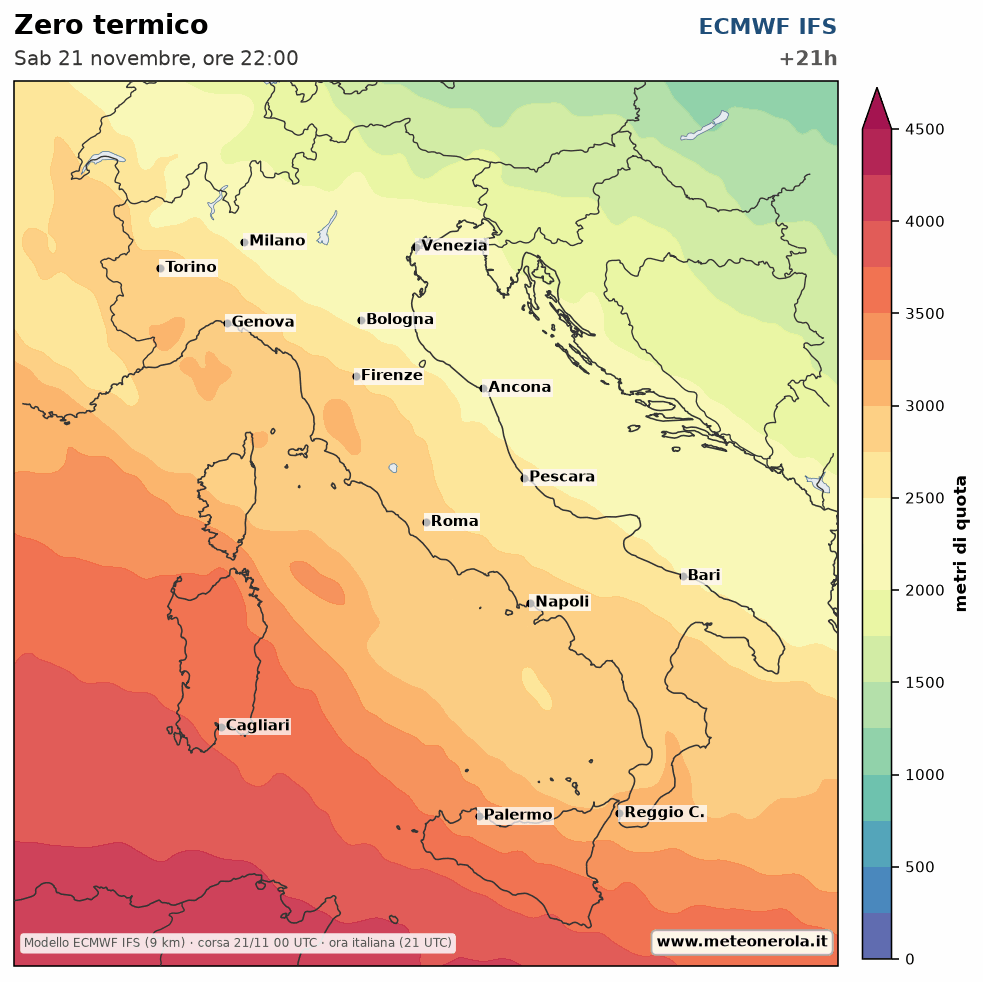 Zero termico
ECMWF IFS
Sab 21 novembre, ore 22:00
+21h
Milano
Venezia
Torino
Genova
Bologna
Firenze
Ancona
Pescara
Roma
Bari
Napoli
Cagliari
Palermo
Reggio C.
4500
4000
3500
3000
2500
2000
1500
1000
500
0
metri di quota
Modello ECMWF IFS (9 km) · corsa 21/11 00 UTC · ora italiana (21 UTC)
www.meteonerola.it